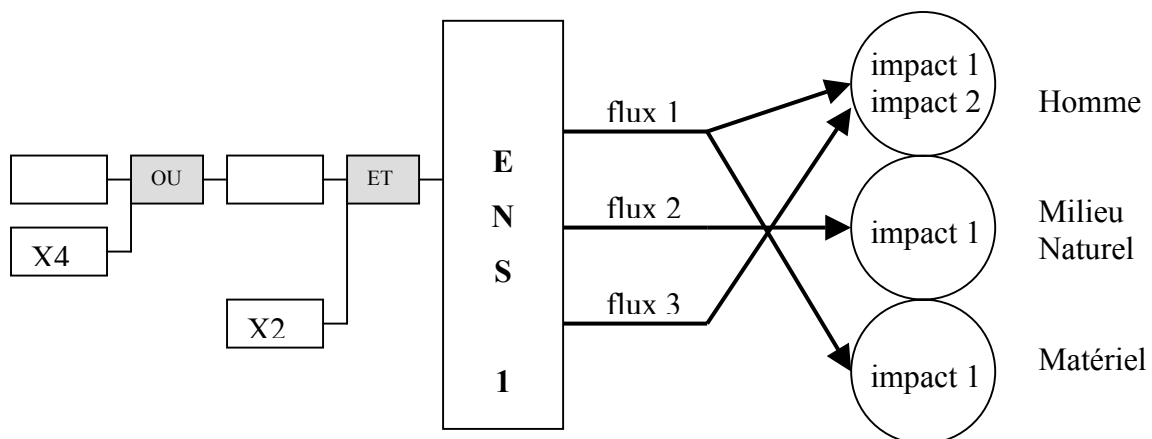 OU
X4
ET
X2
E
N
S
1
flux 1
flux 2
flux 3
impact 1
impact 2
Homme
impact 1
Milieu
Naturel
impact 1
Matériel